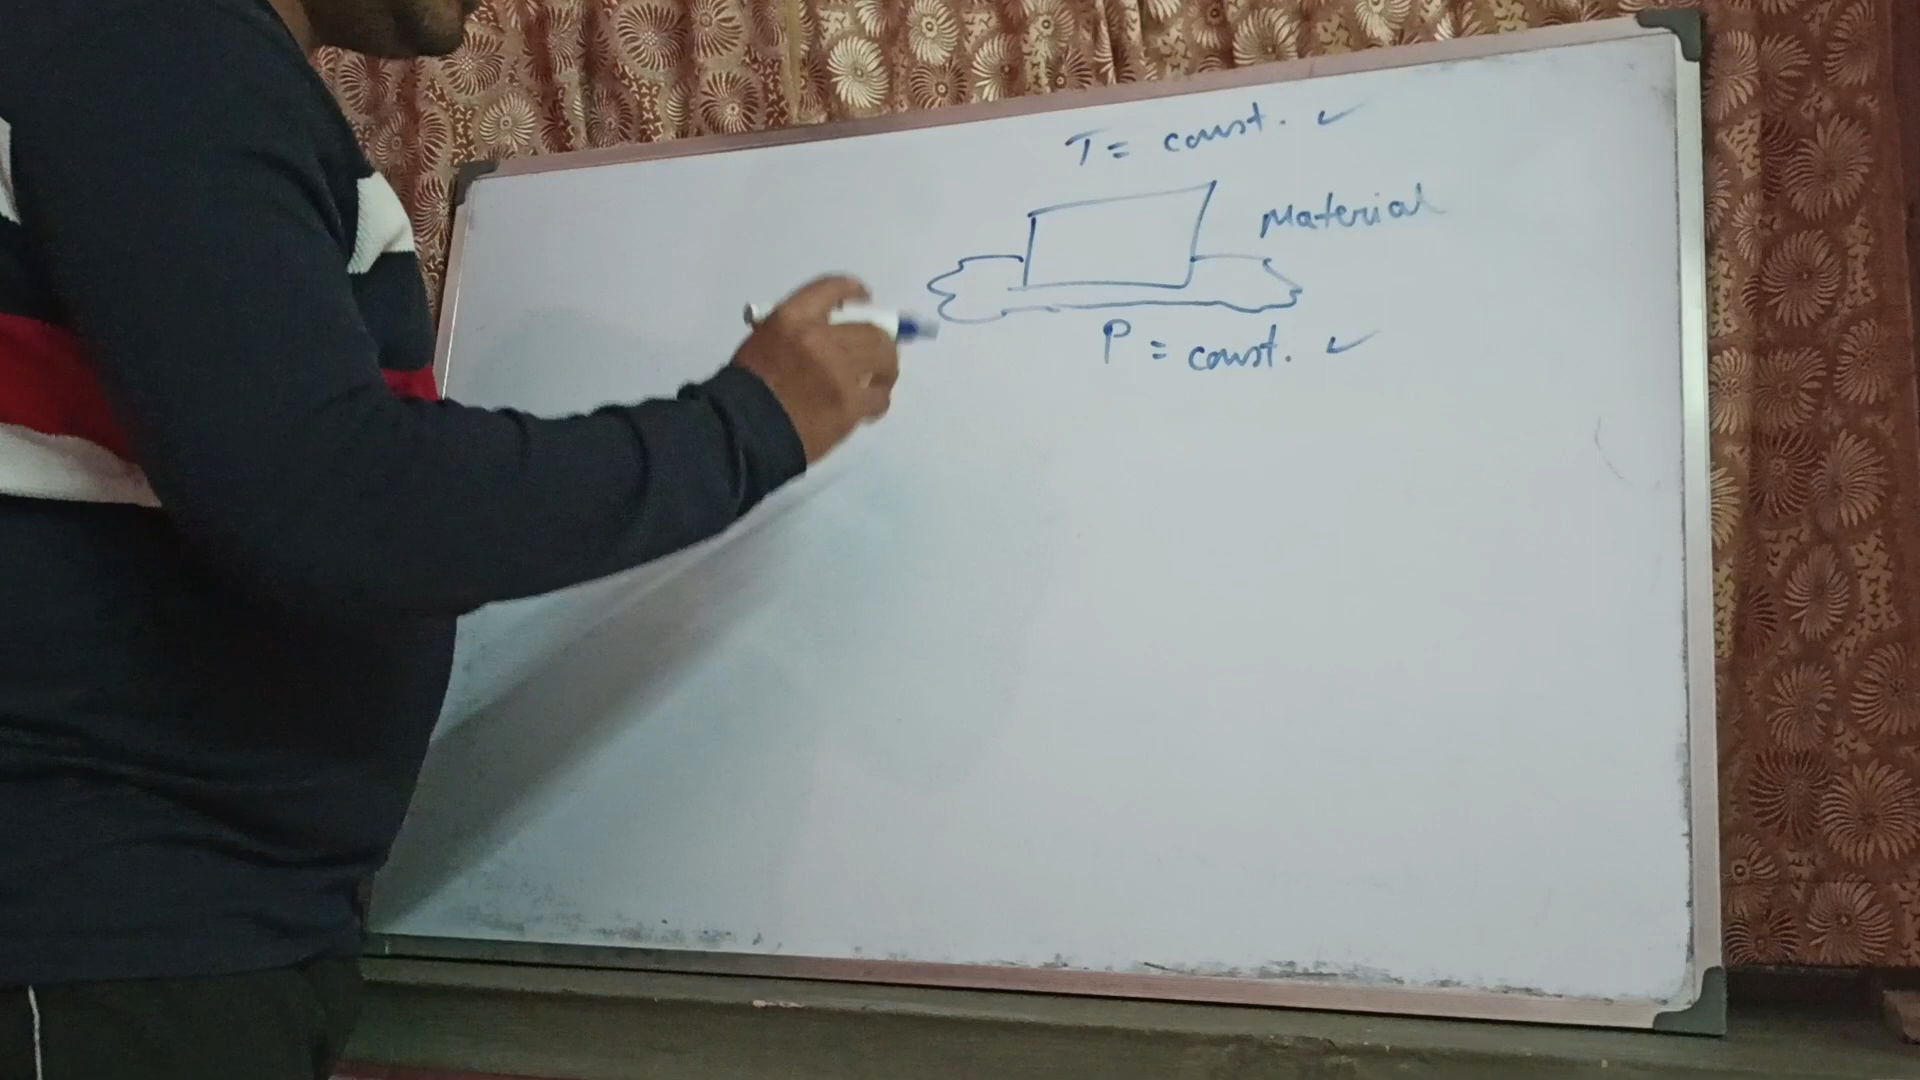 T = const. ✓
Material
P = const. ✓